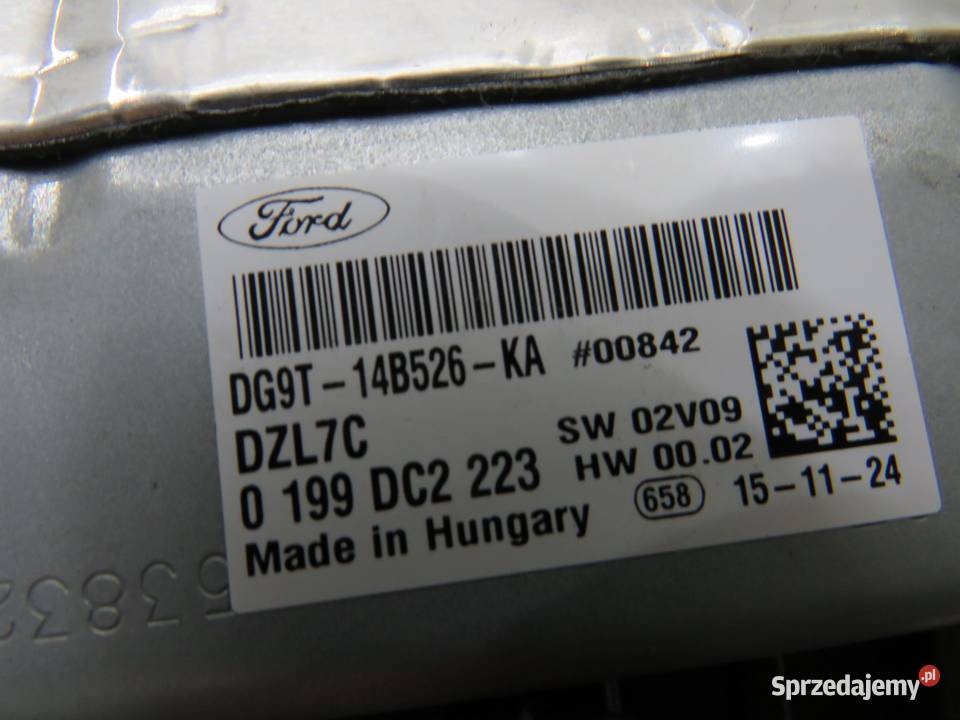 Ford
DG9T-14B526-KA #00842
DZL7C
SW 02V09
0 199 DC2 223
HW 00.02
658 15-11-24
Made in Hungary
Sprzedajemy.pl